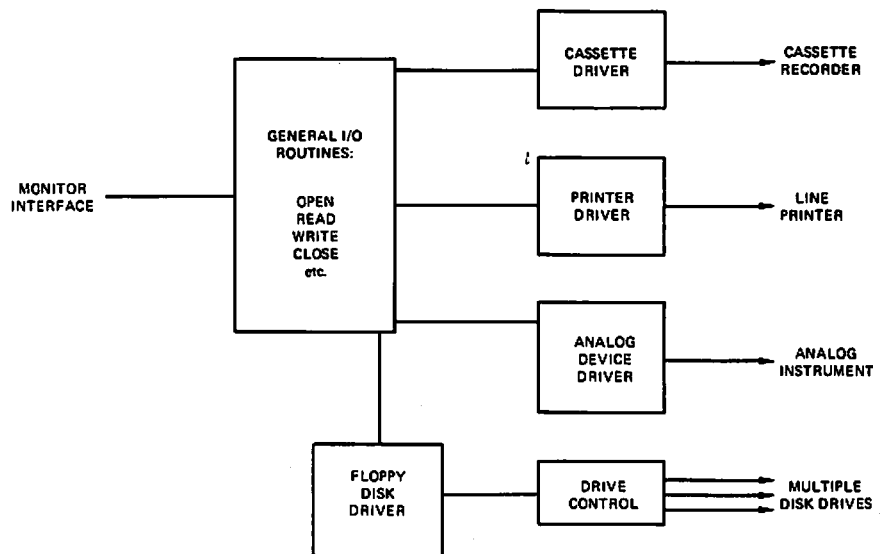 MONITOR
INTERFACE
GENERAL I/O
ROUTINES:
OPEN
READ
WRITE
CLOSE
etc.
CASSETTE
DRIVER
CASSETTE
RECORDER
PRINTER
DRIVER
LINE
PRINTER
ANALOG
DEVICE
DRIVER
ANALOG
INSTRUMENT
FLOPPY
DISK
DRIVER
DRIVE
CONTROL
MULTIPLE
DISK DRIVES